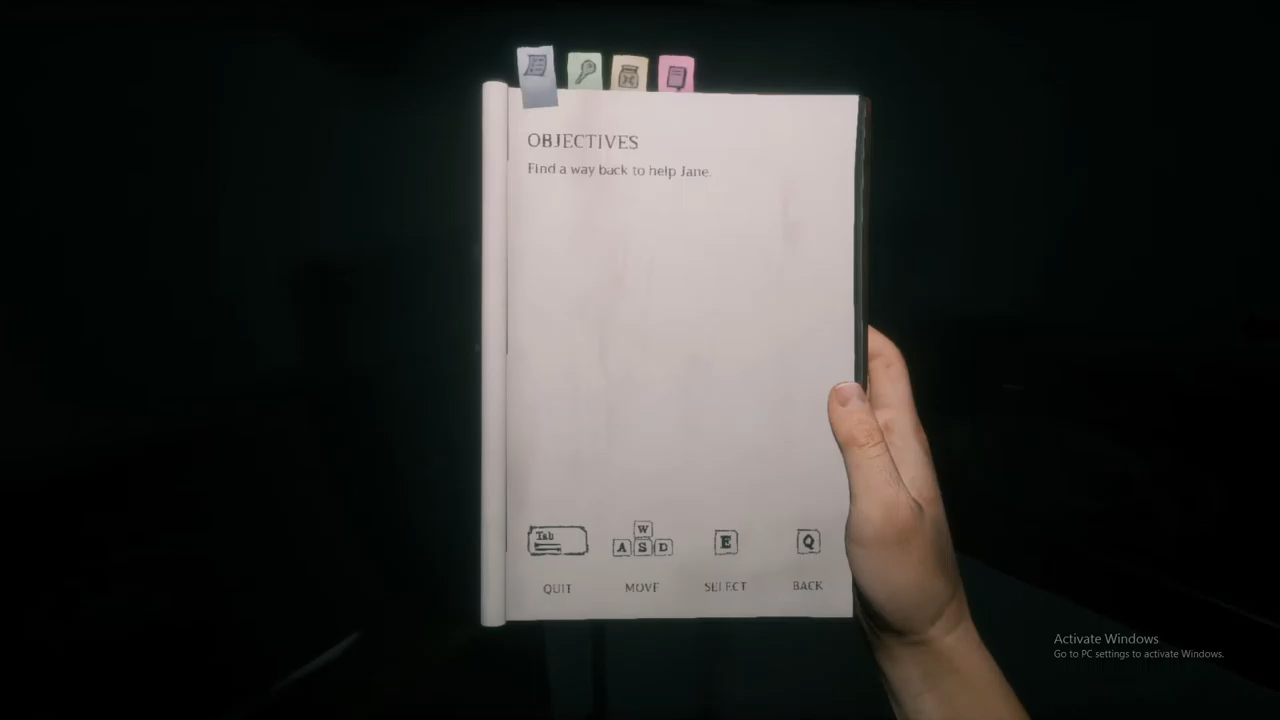 OBJECTIVES
Find a way back to help Jane.
Tab
W
A S D
E
Q
QUIT
MOVE
SELECT
BACK
Activate Windows
Go to PC settings to activate Windows.